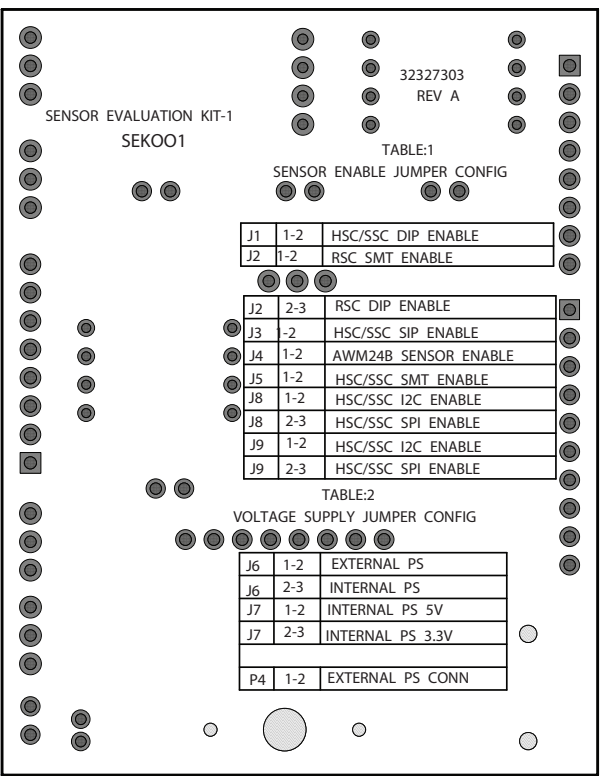 32327303
REV A
SENSOR EVALUATION KIT-1
SEKOO1
TABLE:1
SENSOR ENABLE JUMPER CONFIG
J1 1-2 HSC/SSC DIP ENABLE
J2 1-2 RSC SMT ENABLE
J2 2-3 RSC DIP ENABLE
J3 1-2 HSC/SSC SIP ENABLE
J4 1-2 AWM24B SENSOR ENABLE
J5 1-2 HSC/SSC SMT ENABLE
J8 1-2 HSC/SSC I2C ENABLE
J8 2-3 HSC/SSC SPI ENABLE
J9 1-2 HSC/SSC I2C ENABLE
J9 2-3 HSC/SSC SPI ENABLE
TABLE:2
VOLTAGE SUPPLY JUMPER CONFIG
J6 1-2 EXTERNAL PS
J6 2-3 INTERNAL PS
J7 1-2 INTERNAL PS 5V
J7 2-3 INTERNAL PS 3.3V
P4 1-2 EXTERNAL PS CONN